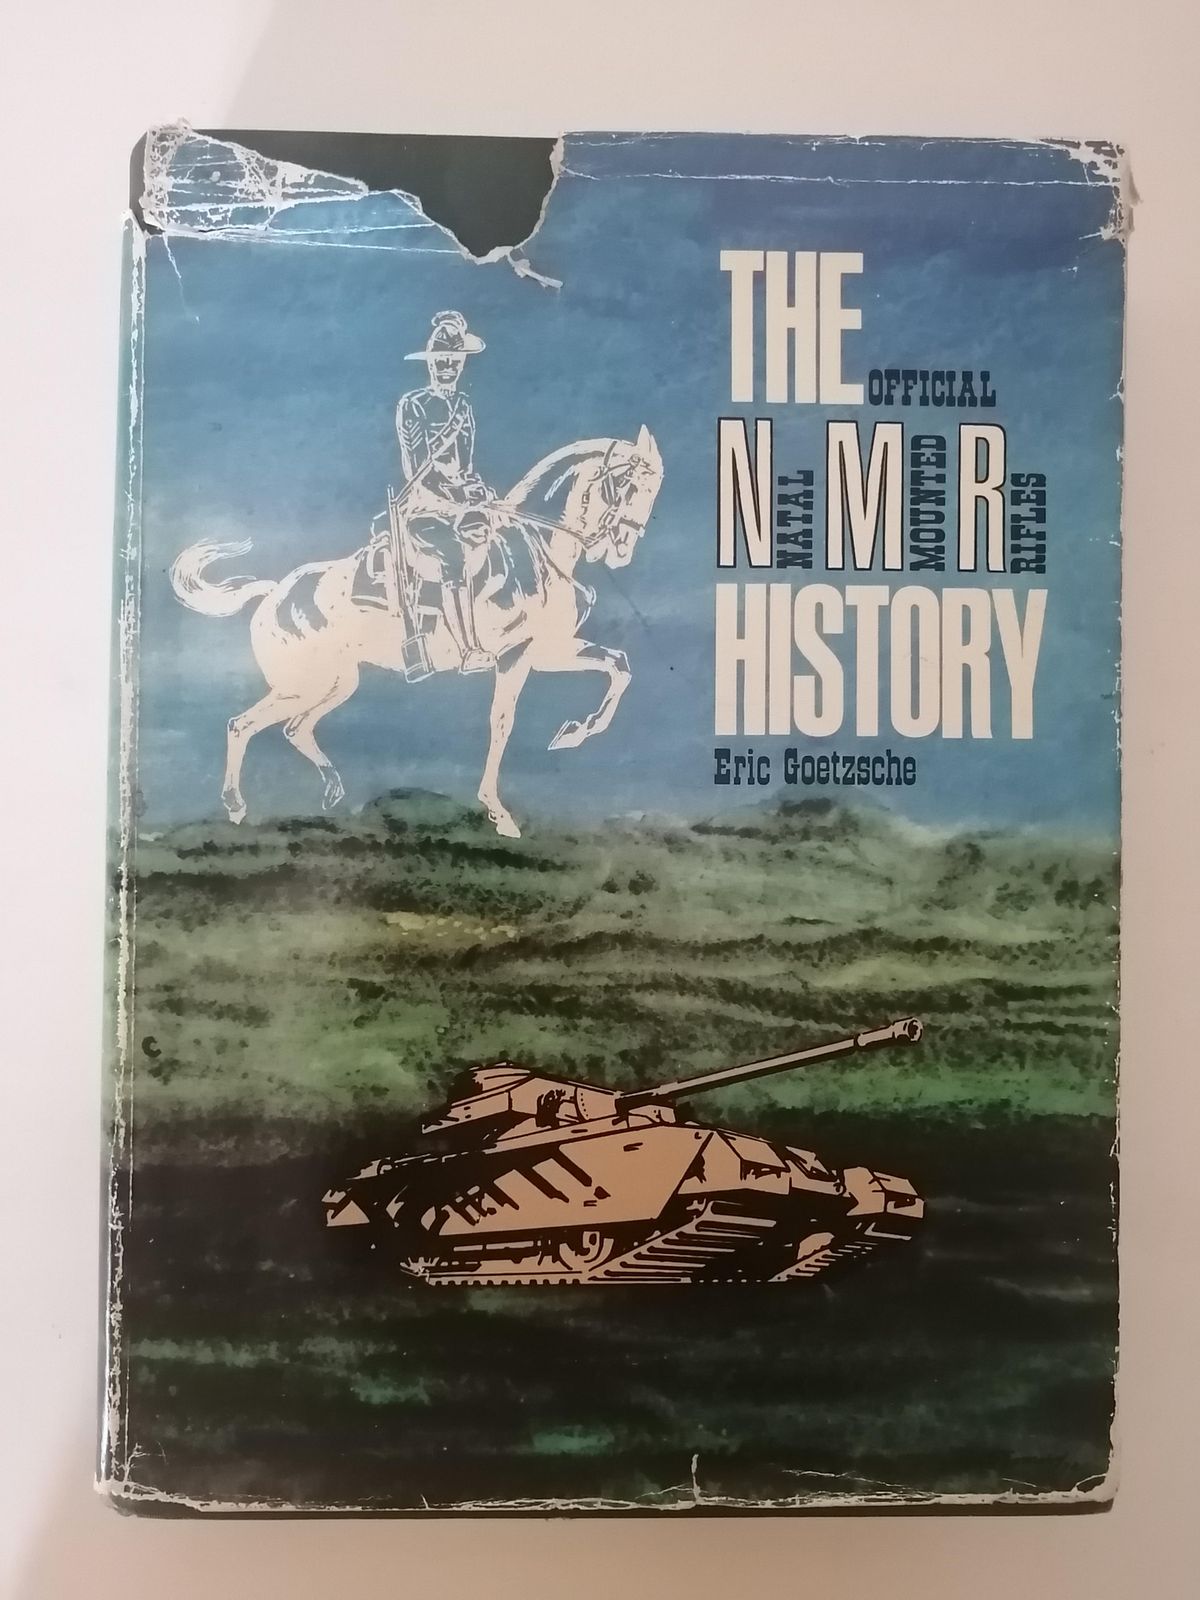 THE OFFICIAL
N NATAL M MOUNTED R RIFLES
HISTORY
Eric Goetzsche